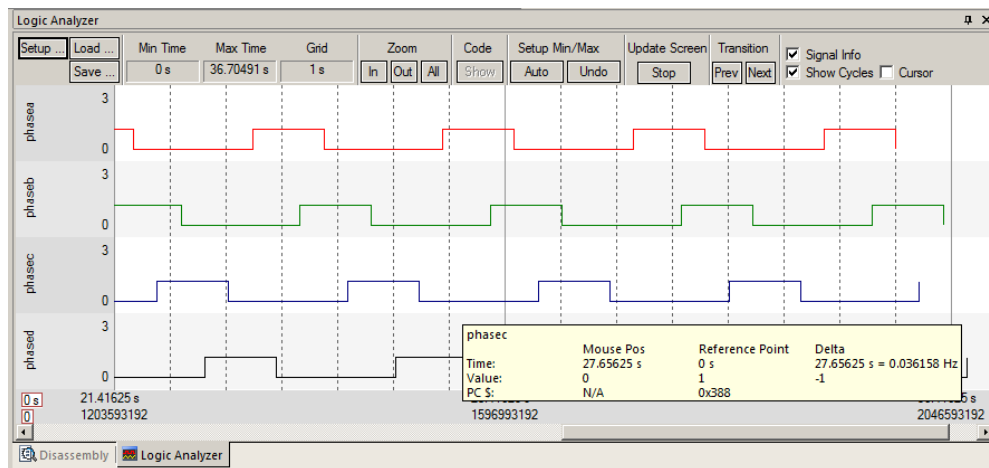 Logic Analyzer
Setup ... Load ... Min Time Max Time Grid Zoom Code Setup Min/Max Update Screen Transition Signal Info
Save ... 0 s 36.70491 s 1 s In Out All Show Auto Undo Stop Prev Next Show Cycles Cursor
phasea
3
0
phaseb
3
0
phasec
3
0
phased
3
0
phasec
Mouse Pos Reference Point Delta
Time: 27.65625 s 0 s 27.65625 s = 0.036158 Hz
Value: 0 1 -1
PC $: N/A 0x388
0 s 21.41625 s
0 1203593192 1596993192 2046593192
Disassembly Logic Analyzer